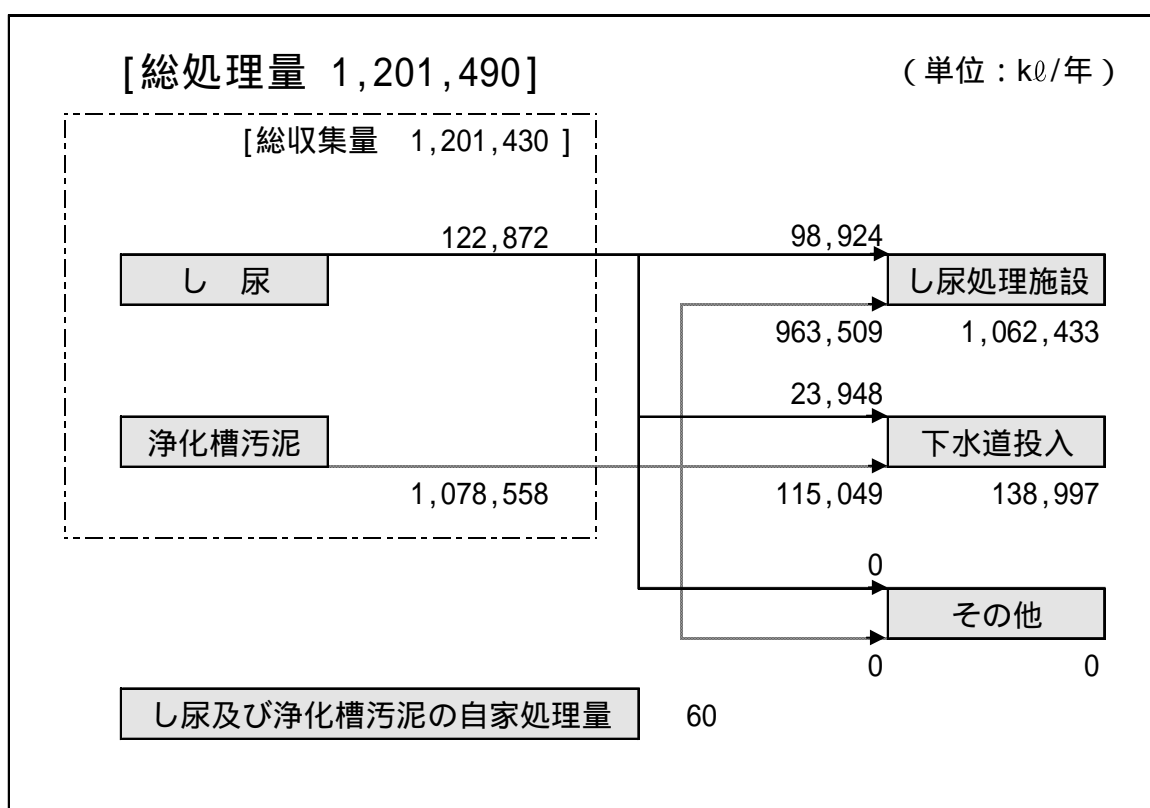 [総処理量 1,201,490] （単位：kℓ/年）
[総収集量 1,201,430 ]
122,872 98,924
し 尿 し尿処理施設
963,509 1,062,433
23,948
浄化槽汚泥 下水道投入
1,078,558 115,049 138,997
0
その他
0 0
し尿及び浄化槽汚泥の自家処理量 60